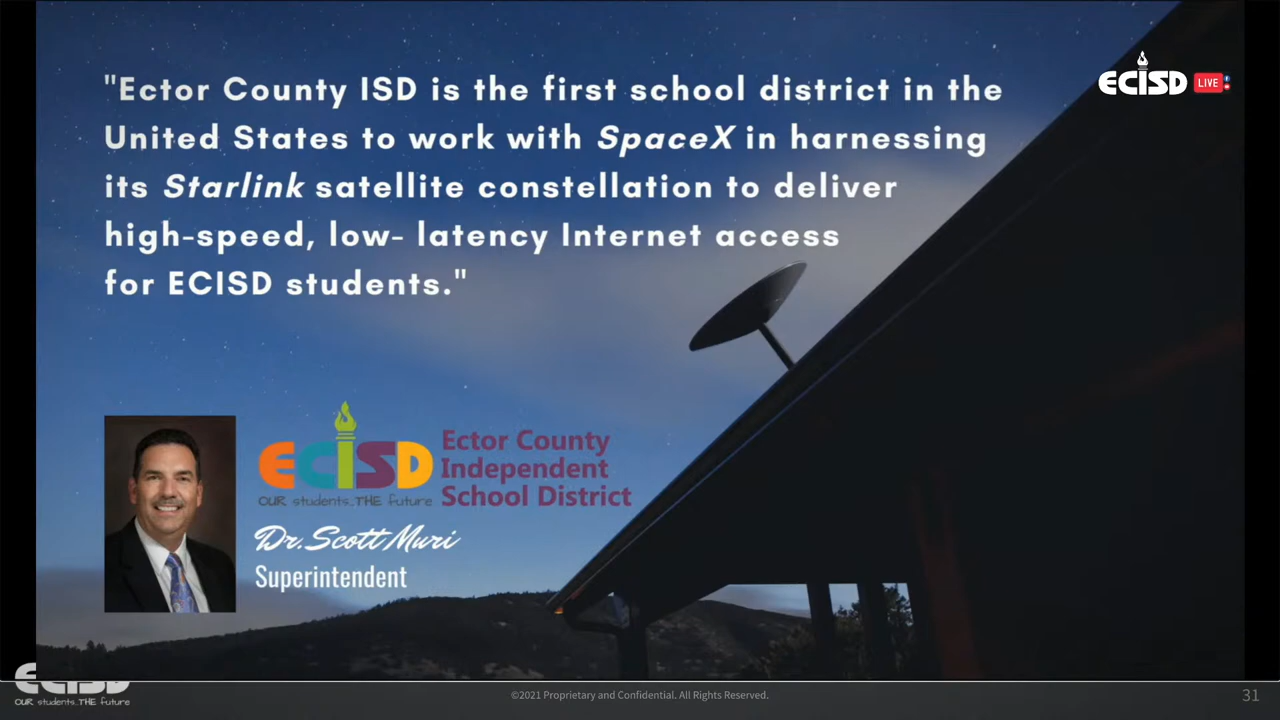 "Ector County ISD is the first school district in the
United States to work with SpaceX in harnessing
its Starlink satellite constellation to deliver
high-speed, low- latency Internet access
for ECISD students."
ECISD LIVE
ECISD
OUR students...THE future
Ector County
Independent
School District
Dr. Scott Muri
Superintendent
ECISD
OUR students...THE future
©2021 Proprietary and Confidential. All Rights Reserved.
31